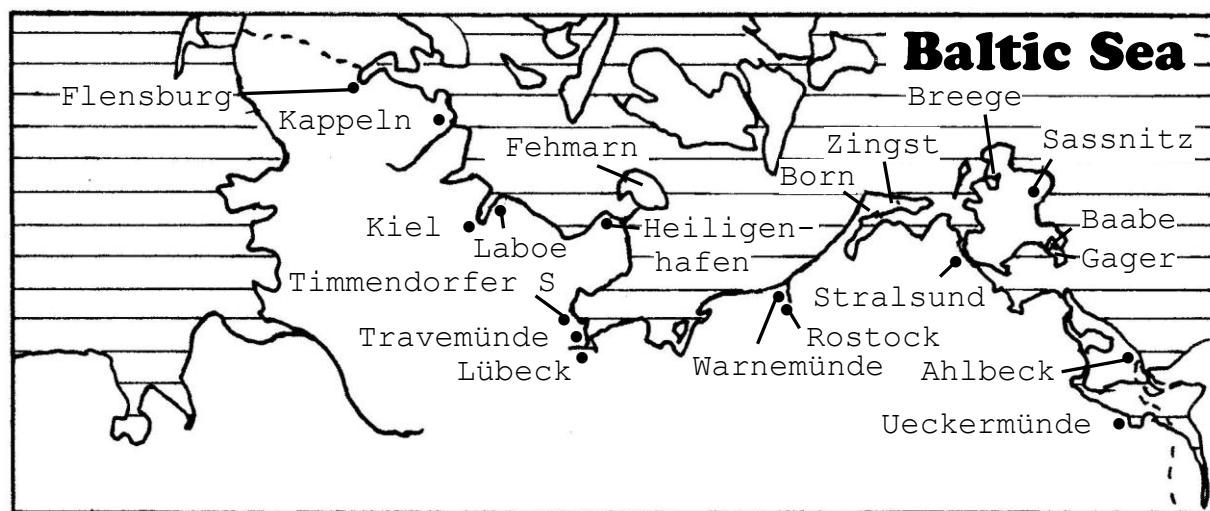 Baltic Sea
Flensburg
Breege
Kappeln
Zingst
Sassnitz
Fehmarn
Born
Kiel
Laboe
Heiligen-
hafen
Baabe
Gager
Timmendorfer S
Stralsund
Travemünde
Rostock
Lübeck
Warnemünde
Ahlbeck
Ueckermünde